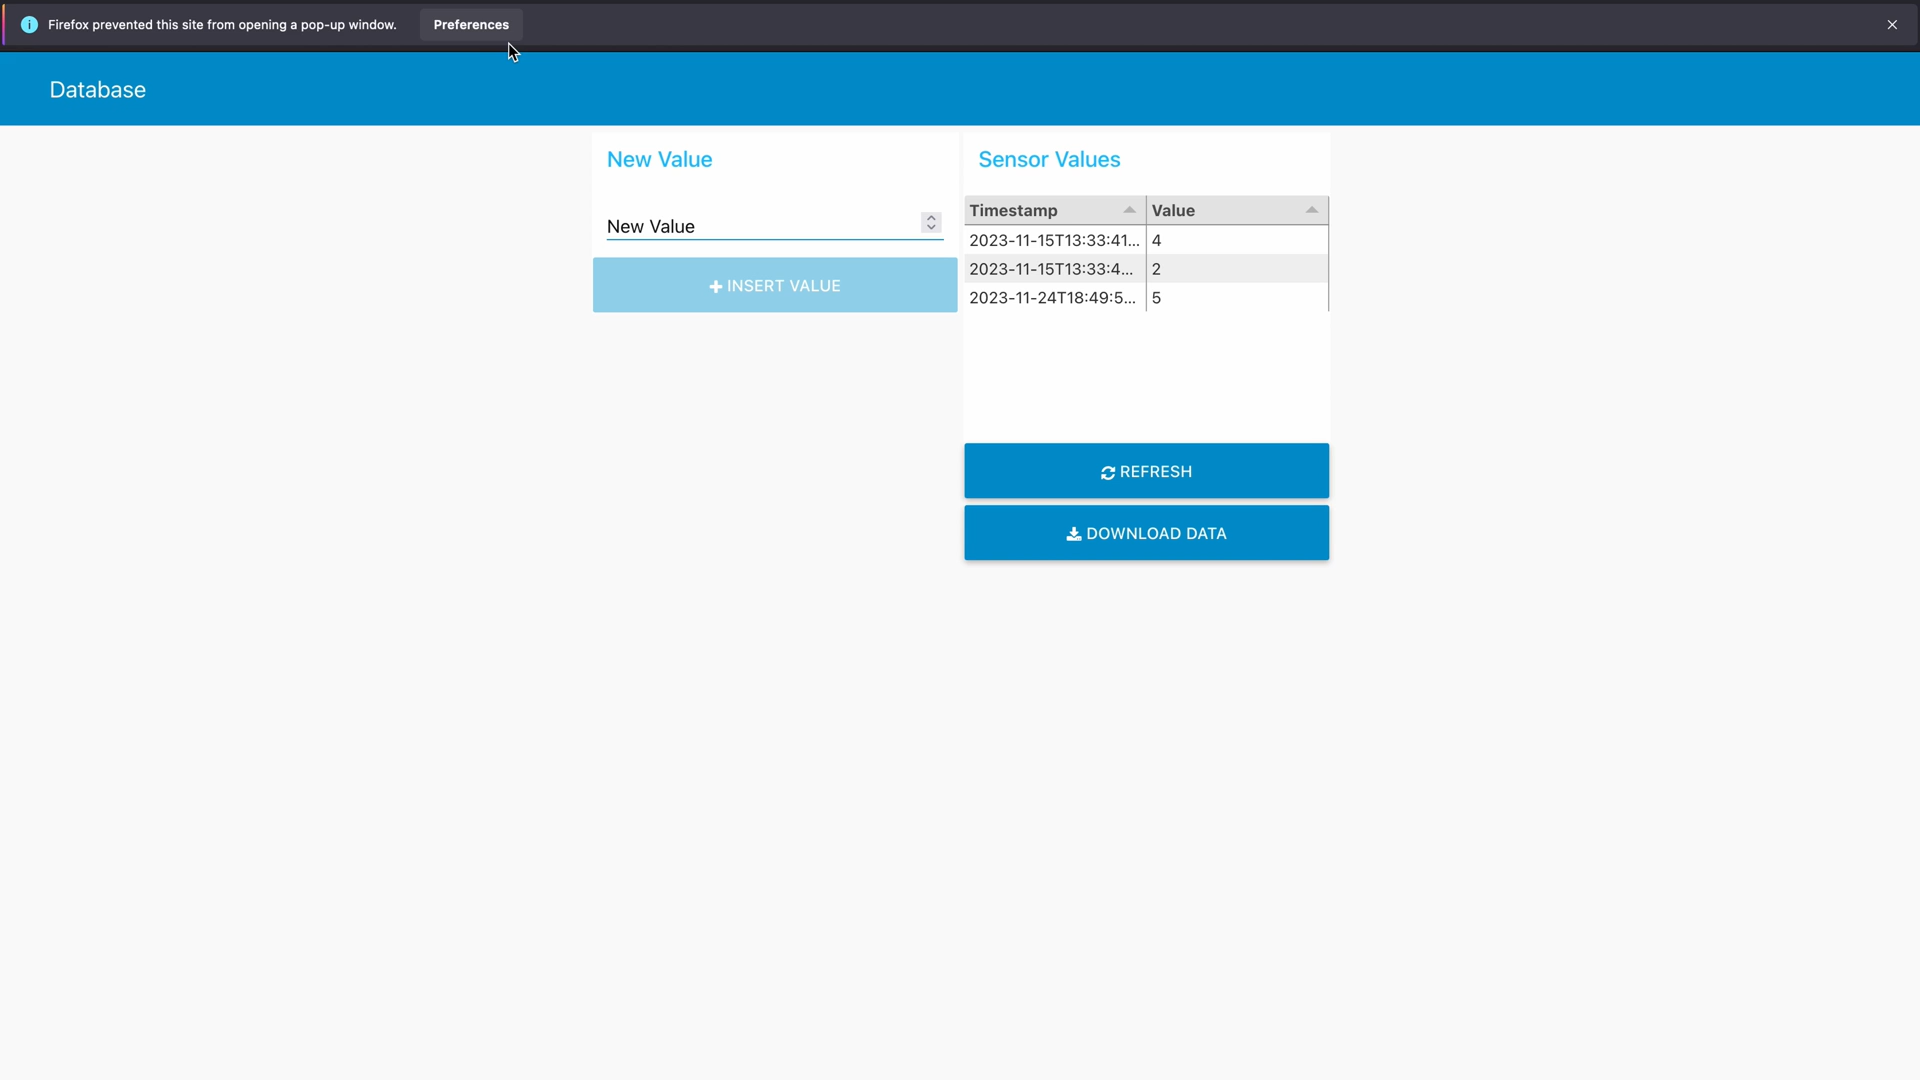 Firefox prevented this site from opening a pop-up window. Preferences
Database
New Value
New Value
INSERT VALUE
Sensor Values
Timestamp Value
2023-11-15T13:33:41... 4
2023-11-15T13:33:4... 2
2023-11-24T18:49:5... 5
REFRESH
DOWNLOAD DATA